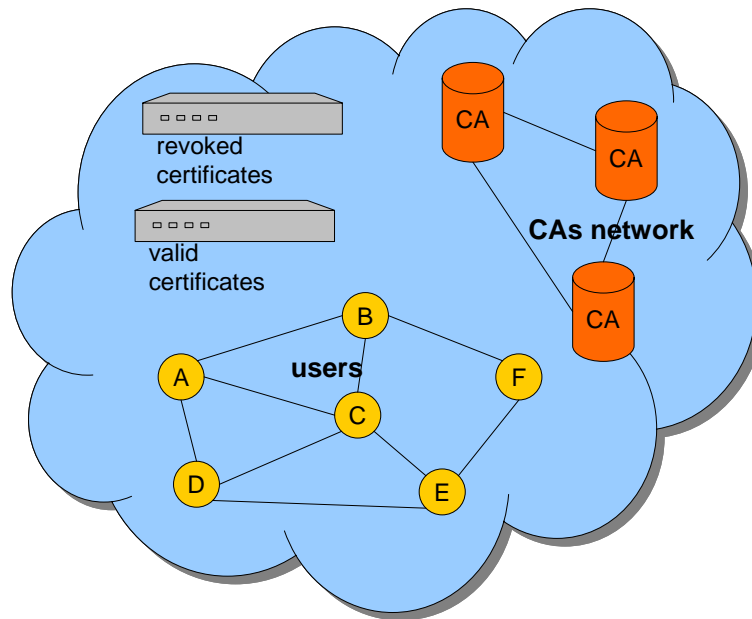 revoked
certificates
valid
certificates
CA
CA
CAs network
CA
B
users
A
F
C
D
E